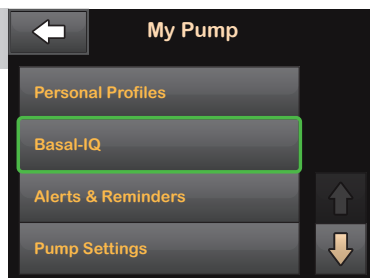 My Pump
Personal Profiles
Basal-IQ
Alerts & Reminders
Pump Settings